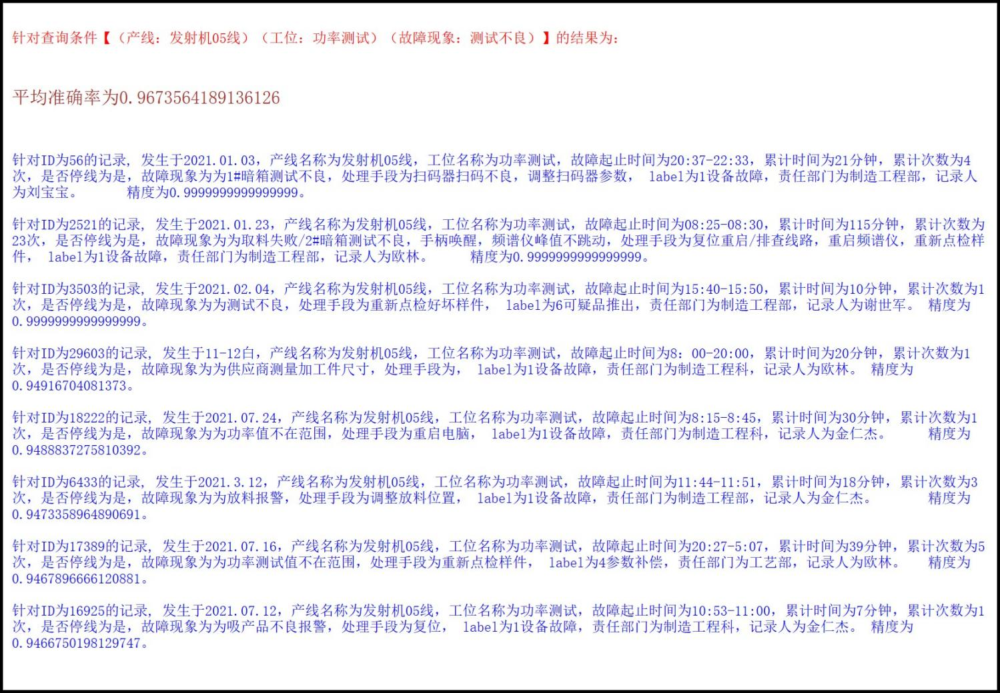 针对查询条件【（产线：发射机05线）（工位：功率测试）（故障现象：测试不良）】的结果为：
平均准确率为0.9673564189136126
针对ID为56的记录, 发生于2021.01.03，产线名称为发射机05线，工位名称为功率测试，故障起止时间为20:37-22:33，累计时间为21分钟，累计次数为4
次，是否停线为是，故障现象为为1#暗箱测试不良，处理手段为扫码器扫码不良，调整扫码器参数， label为1设备故障，责任部门为制造工程部，记录人
为刘宝宝。 精度为0.9999999999999999。
针对ID为2521的记录, 发生于2021.01.23，产线名称为发射机05线，工位名称为功率测试，故障起止时间为08:25-08:30，累计时间为115分钟，累计次数为
23次，是否停线为是，故障现象为为取料失败/2#暗箱测试不良，手柄唤醒，频谱仪峰值不跳动，处理手段为复位重启/排查线路，重启频谱仪，重新点检样
件， label为1设备故障，责任部门为制造工程部，记录人为欧林。 精度为0.9999999999999999。
针对ID为3503的记录, 发生于2021.02.04，产线名称为发射机05线，工位名称为功率测试，故障起止时间为15:40-15:50，累计时间为10分钟，累计次数为1
次，是否停线为是，故障现象为为测试不良，处理手段为重新点检好坏样件， label为6可疑品推出，责任部门为制造工程部，记录人为谢世军。 精度为
0.9999999999999999。
针对ID为29603的记录, 发生于11-12白，产线名称为发射机05线，工位名称为功率测试，故障起止时间为8：00-20:00，累计时间为20分钟，累计次数为1
次，是否停线为是，故障现象为为供应商测量加工件尺寸，处理手段为， label为1设备故障，责任部门为制造工程科，记录人为欧林。 精度为
0.94916704081373。
针对ID为18222的记录, 发生于2021.07.24，产线名称为发射机05线，工位名称为功率测试，故障起止时间为8:15-8:45，累计时间为30分钟，累计次数为1
次，是否停线为是，故障现象为为功率值不在范围，处理手段为重启电脑， label为1设备故障，责任部门为制造工程科，记录人为金仁杰。 精度为
0.9488837275810392。
针对ID为6433的记录, 发生于2021.3.12，产线名称为发射机05线，工位名称为功率测试，故障起止时间为11:44-11:51，累计时间为18分钟，累计次数为3
次，是否停线为是，故障现象为为放料报警，处理手段为调整放料位置， label为1设备故障，责任部门为制造工程部，记录人为金仁杰。 精度为
0.9473358964890691。
针对ID为17389的记录, 发生于2021.07.16，产线名称为发射机05线，工位名称为功率测试，故障起止时间为20:27-5:07，累计时间为39分钟，累计次数为5
次，是否停线为是，故障现象为为功率测试值不在范围，处理手段为重新点检样件， label为4参数补偿，责任部门为工艺部，记录人为欧林。 精度为
0.9467896666120881。
针对ID为16925的记录, 发生于2021.07.12，产线名称为发射机05线，工位名称为功率测试，故障起止时间为10:53-11:00，累计时间为7分钟，累计次数为1
次，是否停线为是，故障现象为为吸产品不良报警，处理手段为复位， label为1设备故障，责任部门为制造工程科，记录人为金仁杰。 精度为
0.9466750198129747。